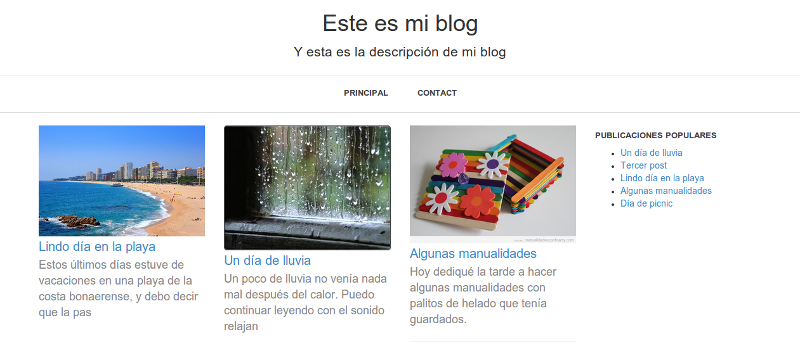 Este es mi blog
Y esta es la descripción de mi blog
PRINCIPAL CONTACT
Lindo día en la playa
Estos últimos días estuve de
vacaciones en una playa de la
costa bonaerense, y debo decir
que la pas
Un día de lluvia
Un poco de lluvia no venía nada
mal después del calor. Puedo
continuar leyendo con el sonido
relajan
Algunas manualidades
Hoy dediqué la tarde a hacer
algunas manualidades con
palitos de helado que tenía
guardados.
PUBLICACIONES POPULARES
Un día de lluvia
Tercer post
Lindo día en la playa
Algunas manualidades
Día de picnic